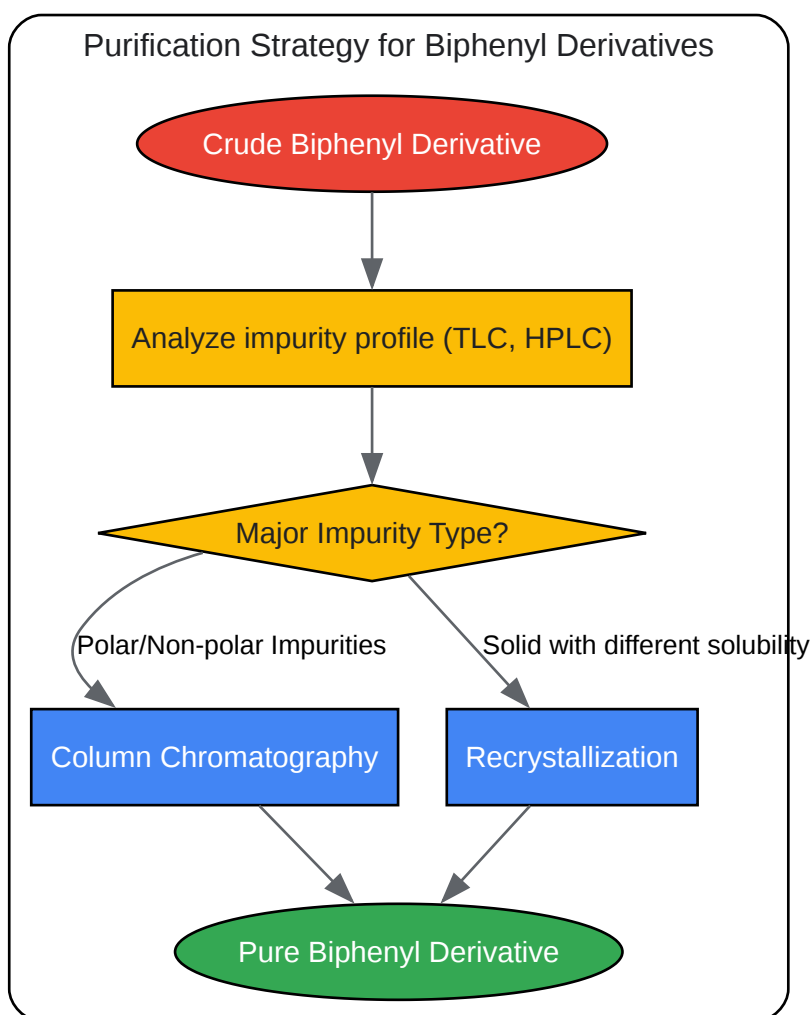 Purification Strategy for Biphenyl Derivatives
Crude Biphenyl Derivative
Analyze impurity profile (TLC, HPLC)
Major Impurity Type?
Polar/Non-polar Impurities
Solid with different solubility
Column Chromatography
Recrystallization
Pure Biphenyl Derivative